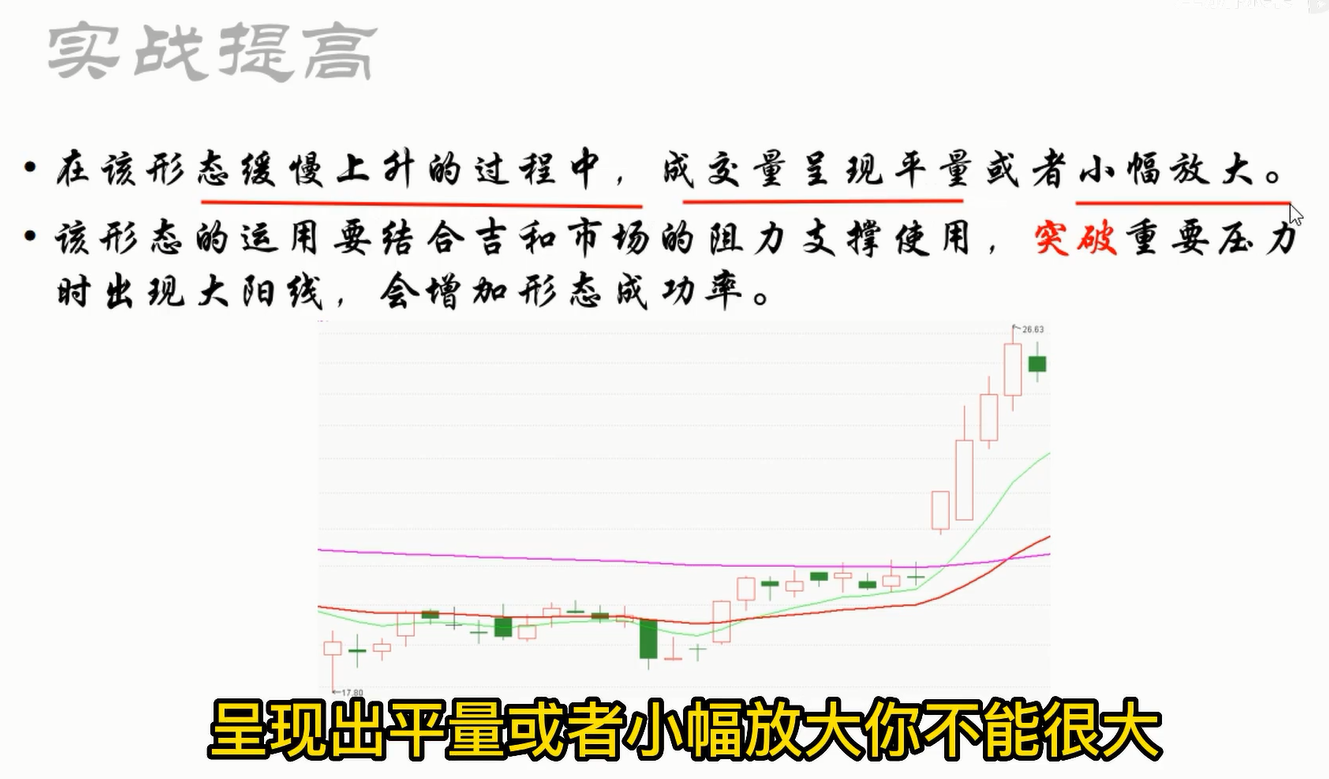 实战提高
• 在该形态缓慢上升的过程中，成交量呈现平量或者小幅放大。
• 该形态的运用要结合吉和市场的阻力支撑使用，突破重要压力
时出现大阳线，会增加形态成功率。
26.63
17.80
呈现出平量或者小幅放大你不能很大